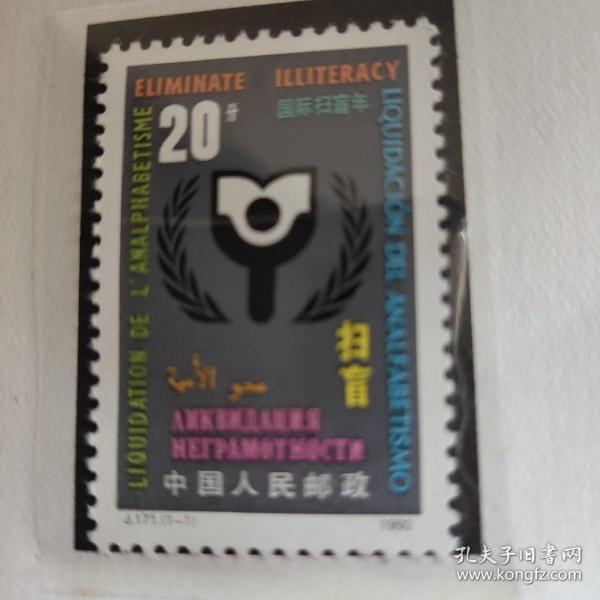 ELIMINATE ILLITERACY
20分
国际扫盲年
LIQUIDATION DE L'ANALPHABETISME
LIQUIDACIÓN DEL ANALFABETISMO
扫盲
محو الأمية
ЛИКВИДАЦИЯ
НЕГРАМОТНОСТИ
中国人民邮政
J.171.(1-1)
1990
孔夫子旧书网
www.kongfz.com